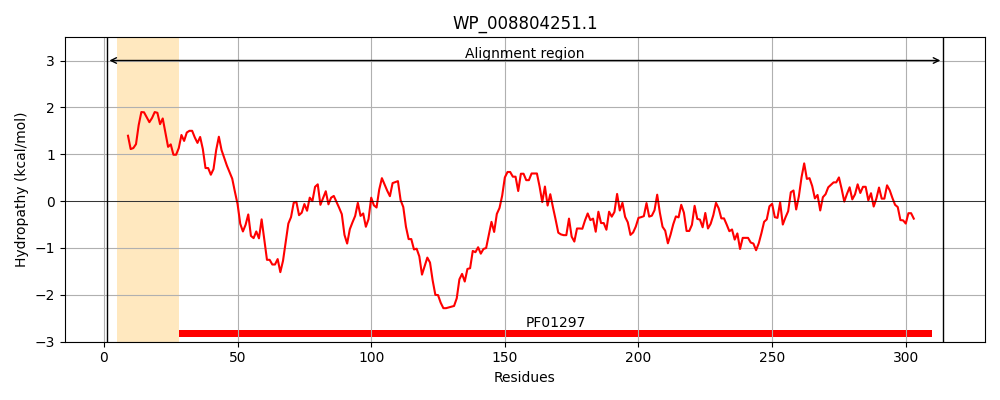 WP_008804251.1
Alignment region
3
2
1
0
−1
−2
−3
Hydropathy (kcal/mol)
PF01297
0 50 100 150 200 250 300
Residues